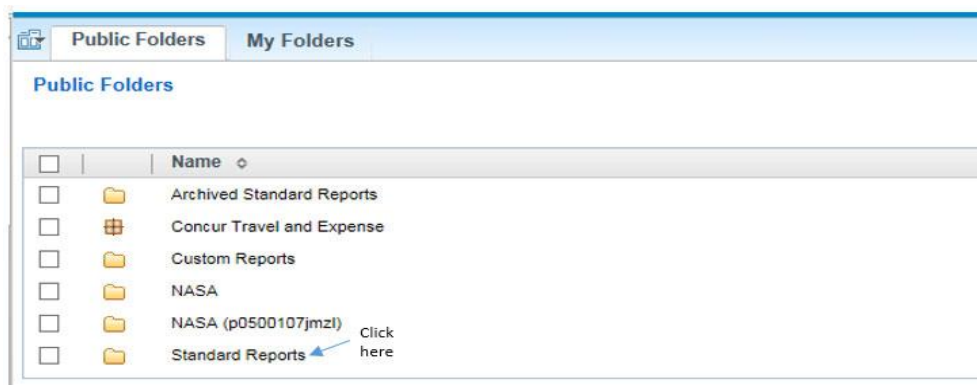 Public Folders My Folders
Public Folders
Name
Archived Standard Reports
Concur Travel and Expense
Custom Reports
NASA
NASA (p0500107jmzl)
Standard Reports
Click
here